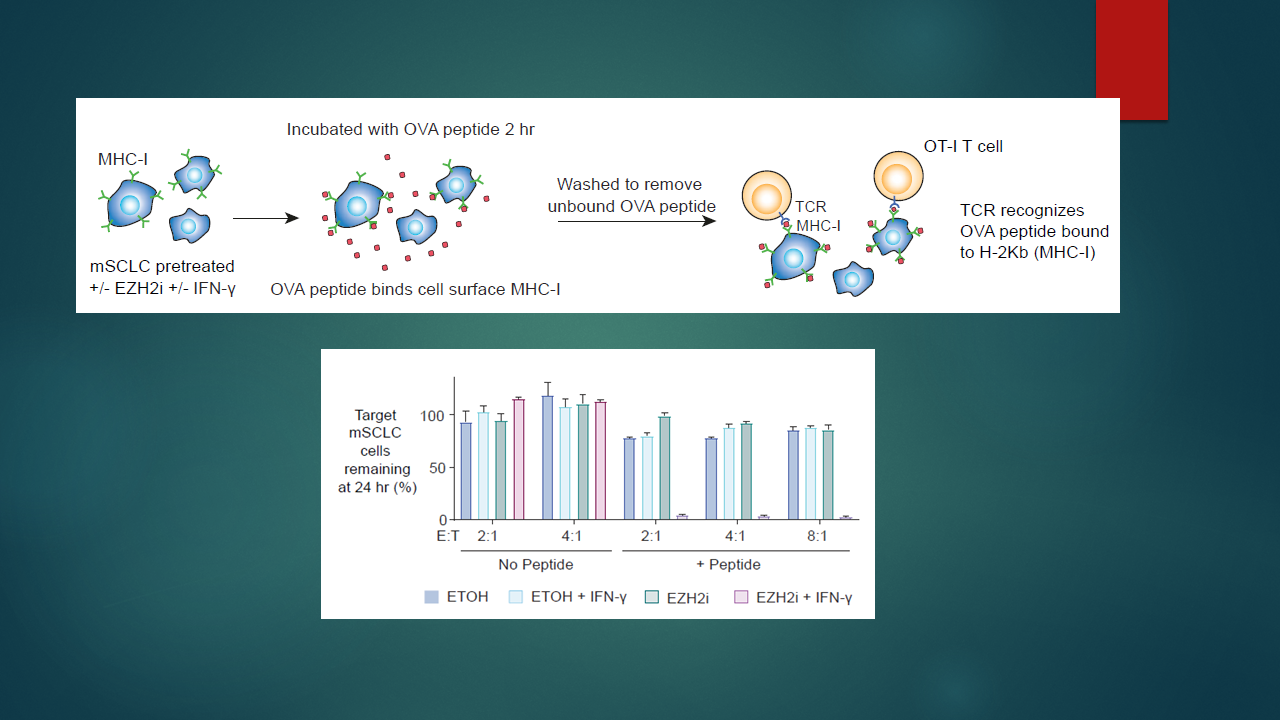 Incubated with OVA peptide 2 hr
MHC-I
mSCLC pretreated
+/- EZH2i +/- IFN-γ
OVA peptide binds cell surface MHC-I
Washed to remove
unbound OVA peptide
OT-I T cell
TCR
MHC-I
TCR recognizes
OVA peptide bound
to H-2Kb (MHC-I)
Target
mSCLC
cells
remaining
at 24 hr (%)
100
50
0
E:T 2:1 4:1 2:1 4:1 8:1
No Peptide + Peptide
ETOH ETOH + IFN-γ EZH2i EZH2i + IFN-γ